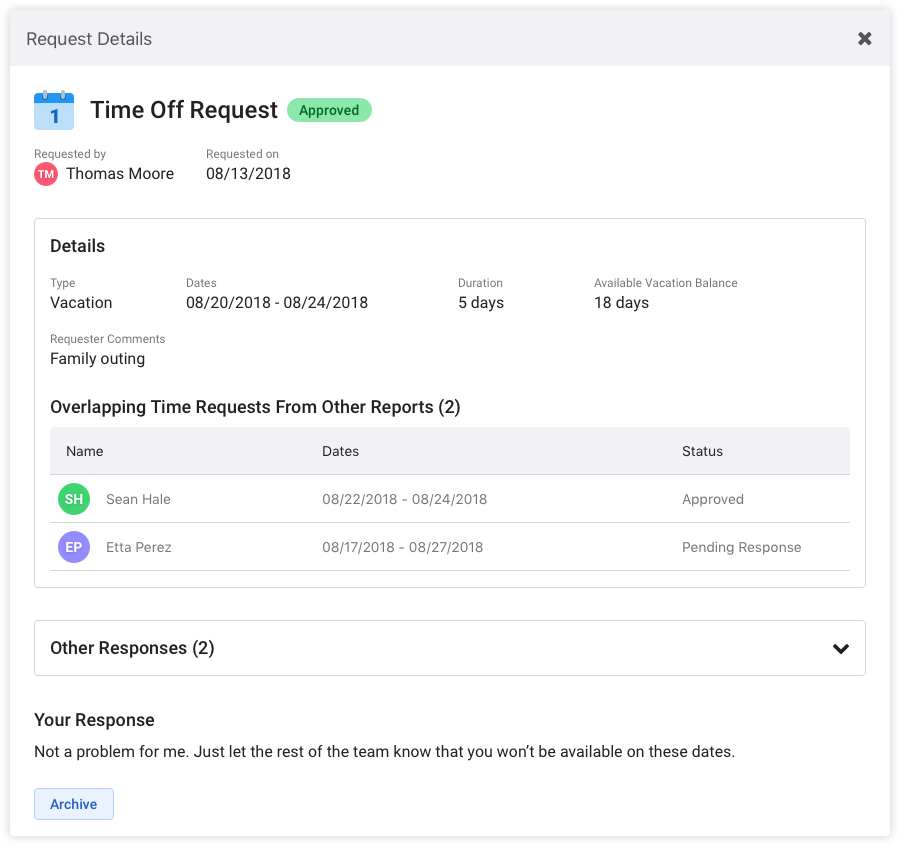 Request Details
1
Time Off Request Approved
Requested by Requested on
TM Thomas Moore 08/13/2018
Details
Type Dates Duration Available Vacation Balance
Vacation 08/20/2018 - 08/24/2018 5 days 18 days
Requester Comments
Family outing
Overlapping Time Requests From Other Reports (2)
Name Dates Status
SH Sean Hale 08/22/2018 - 08/24/2018 Approved
EP Etta Perez 08/17/2018 - 08/27/2018 Pending Response
Other Responses (2)
Your Response
Not a problem for me. Just let the rest of the team know that you won’t be available on these dates.
Archive